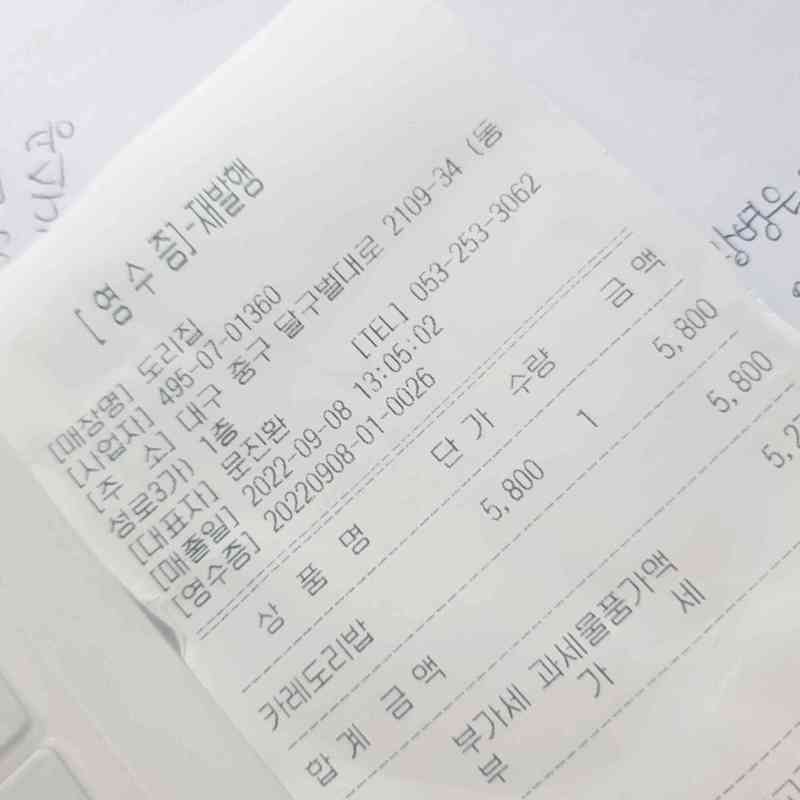 [영 수 증]-재발행
[매장명] 도리집
[사업자] 495-07-01360
[주 소] 대구 중구 달구벌대로 2109-34 (동
성로3가) 1층
[대표자] 문진환 [TEL] 053-253-3062
[매출일] 2022-09-08 13:05:02
[영수증] 20220908-01-0026
상 품 명 단 가 수량 금 액
카레도리밥 5,800 1 5,800
합 계 금 액 5,800
부가세 과세물품가액 5,27
부 가 세